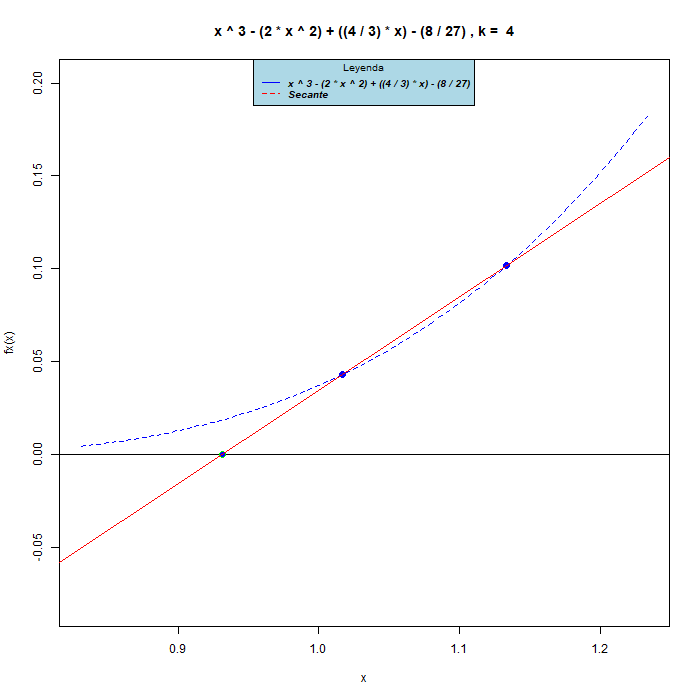 x ^ 3 - (2 * x ^ 2) + ((4 / 3) * x) - (8 / 27) , k =  4
Leyenda
x ^ 3 - (2 * x ^ 2) + ((4 / 3) * x) - (8 / 27)
Secante
0.20
0.15
0.10
0.05
0.00
-0.05
fx(x)
0.9 1.0 1.1 1.2
x